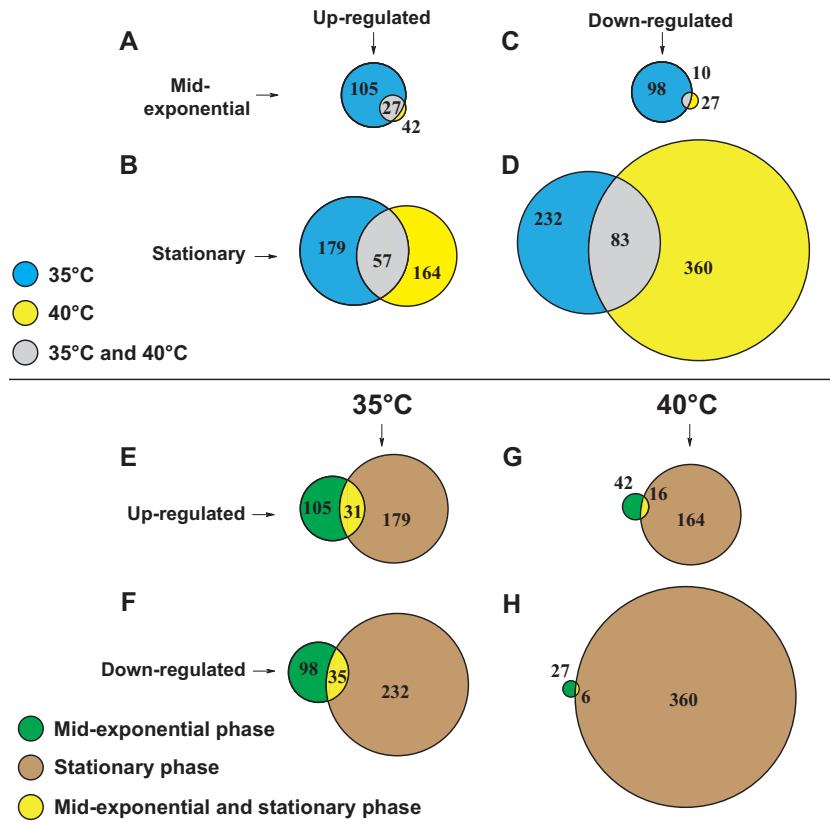 Up-regulated
A
C
Down-regulated
Mid-
exponential
105
27
42
98
10
27
B
D
Stationary
179
57
164
232
83
360
35°C
40°C
35°C and 40°C
35°C
40°C
E
G
Up-regulated
105
31
179
42
16
164
F
H
Down-regulated
98
35
232
27
6
360
Mid-exponential phase
Stationary phase
Mid-exponential and stationary phase